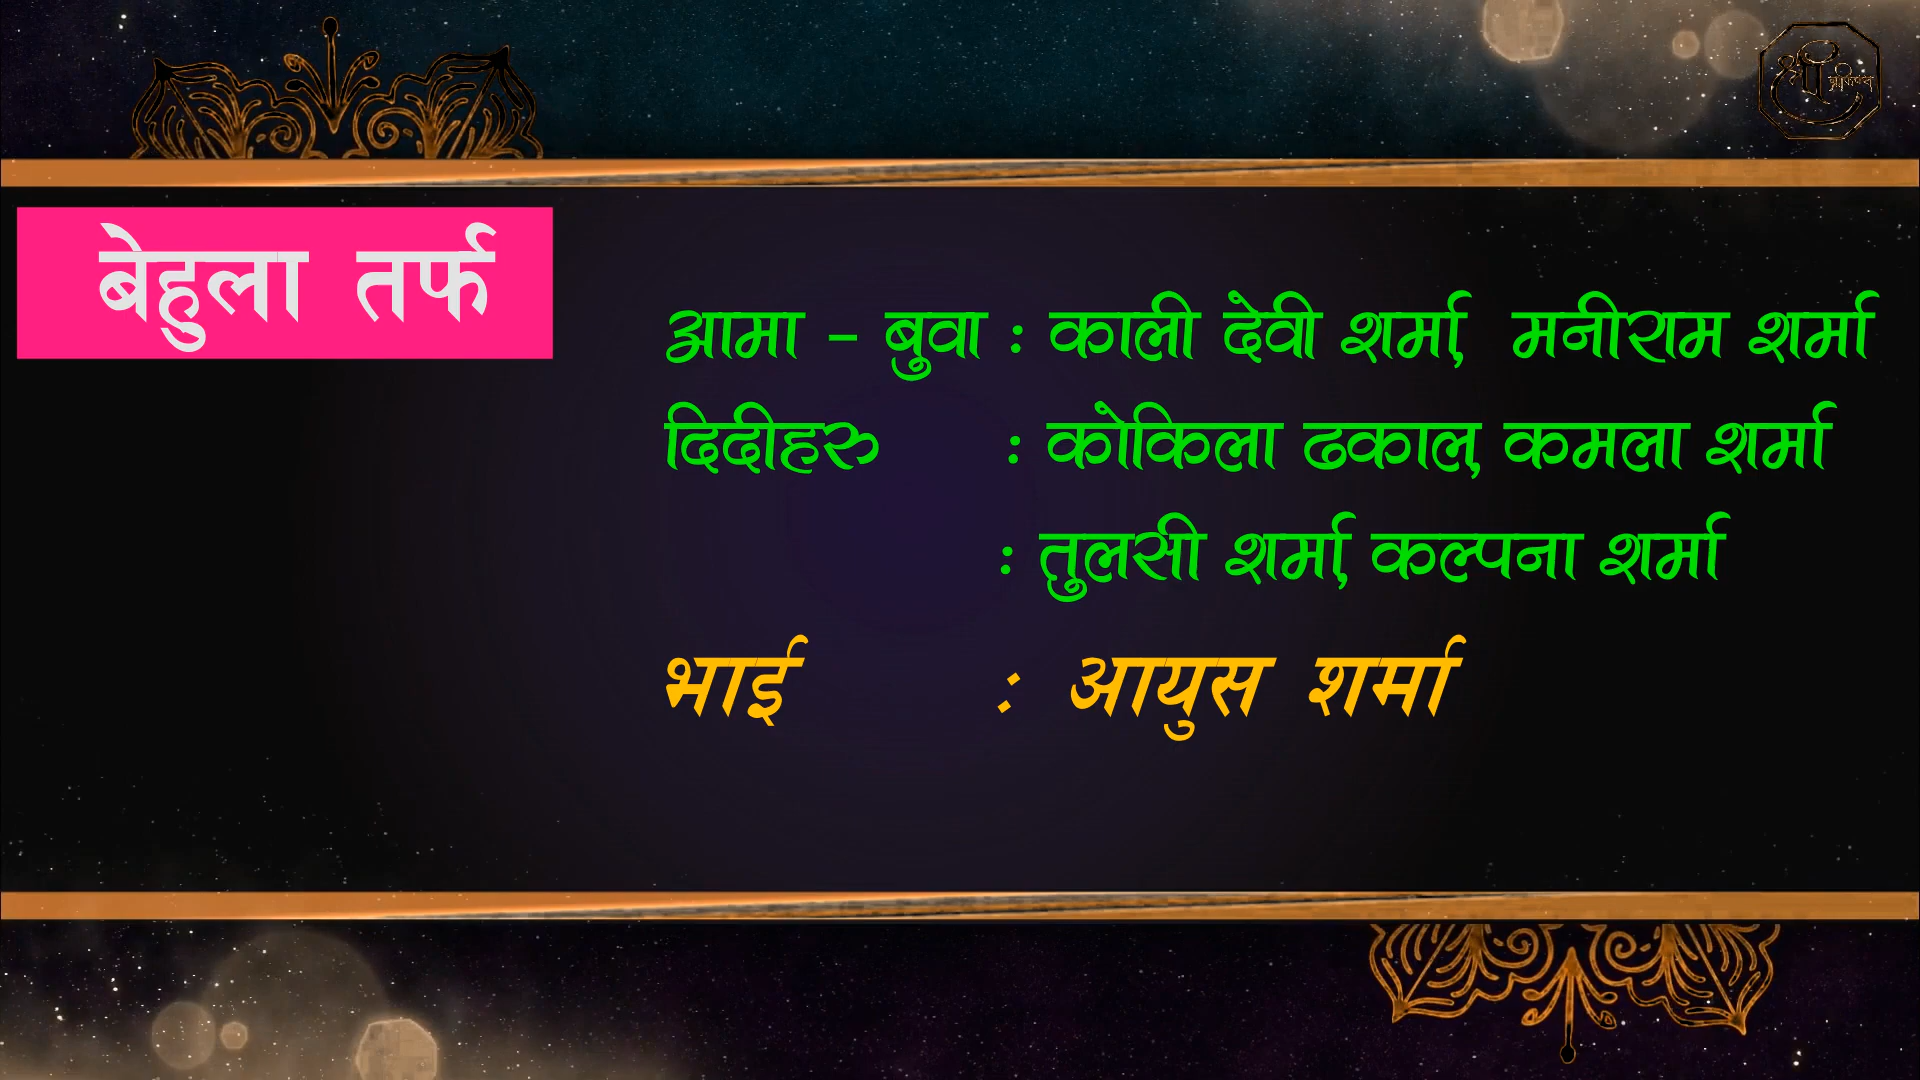 बेहुला तर्फ
आमा - बुवा : काली देवी शर्मा, मनीराम शर्मा
दिदीहरु : कोकिला ढकाल, कमला शर्मा
: तुलसी शर्मा, कल्पना शर्मा
भाई : आयुस शर्मा
श्री